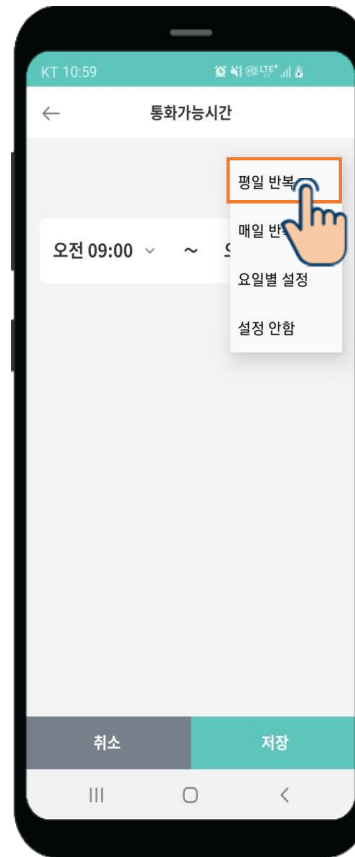 KT 10:59
통화가능시간
평일 반복
매일 반
요일별 설정
설정 안함
오전 09:00 ~
취소
저장